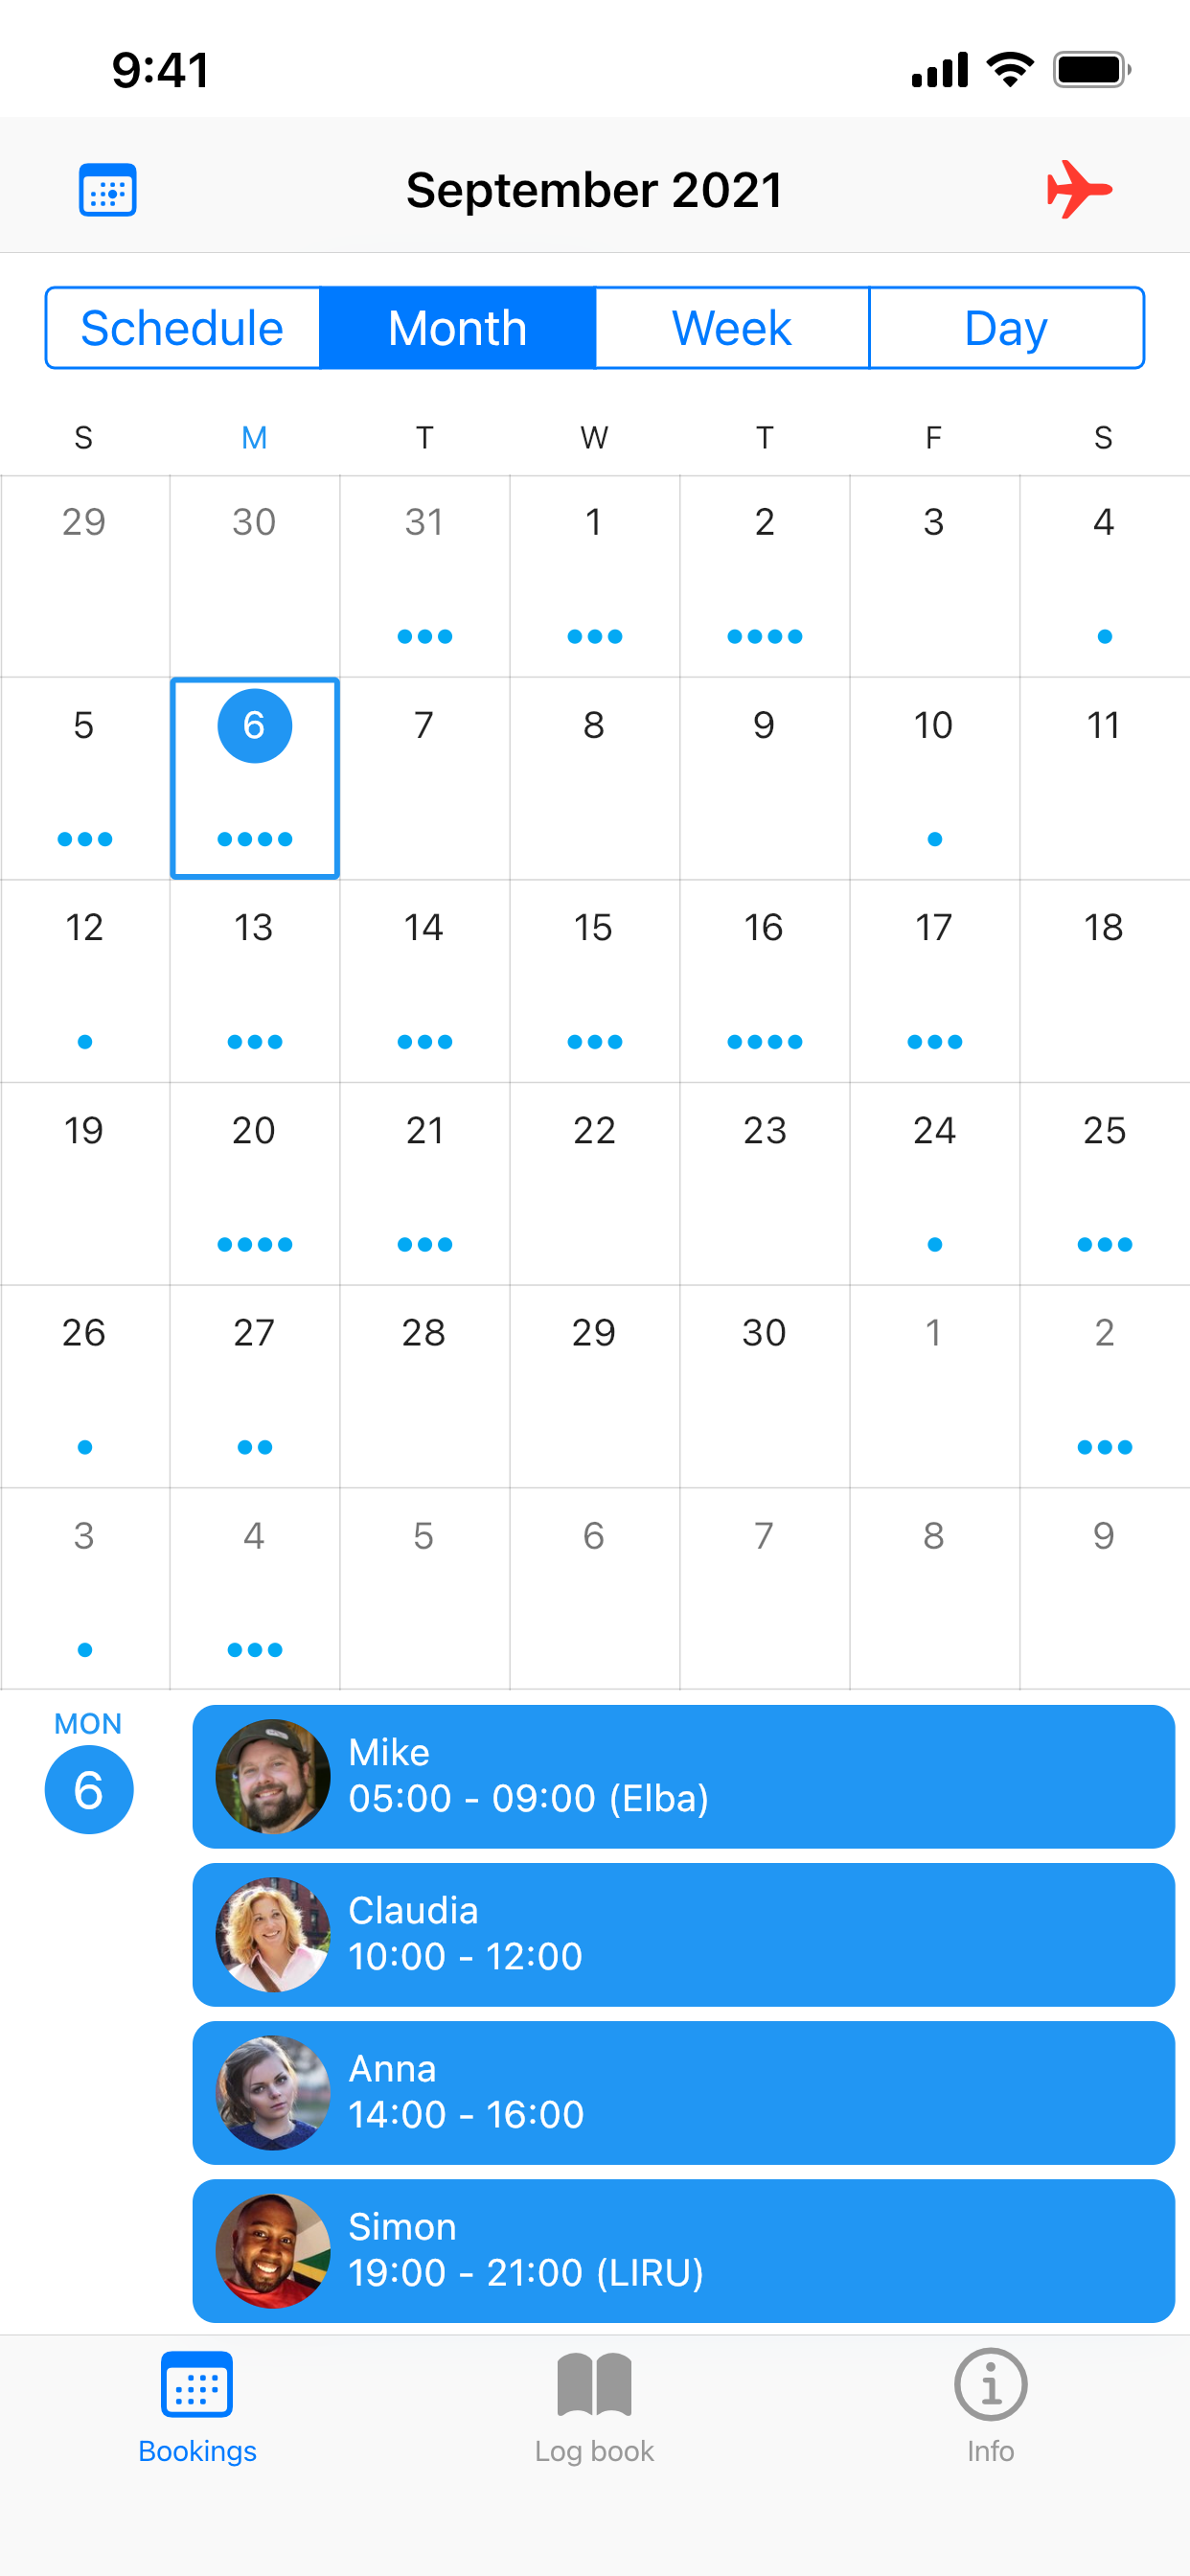 9:41
September 2021
Schedule Month Week Day
S M T W T F S
29 30 31 1 2 3 4
5 6 7 8 9 10 11
12 13 14 15 16 17 18
19 20 21 22 23 24 25
26 27 28 29 30 1 2
3 4 5 6 7 8 9
MON
6
Mike
05:00 - 09:00 (Elba)
Claudia
10:00 - 12:00
Anna
14:00 - 16:00
Simon
19:00 - 21:00 (LIRU)
Bookings Log book Info